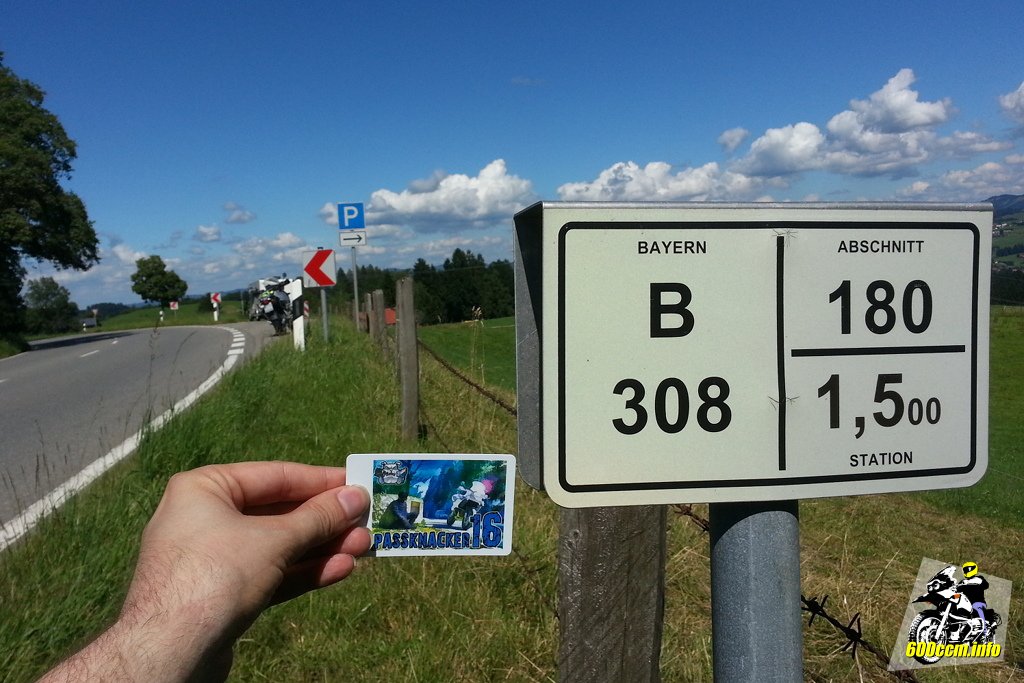 P
BAYERN
B
308
ABSCHNITT
180
1,500
STATION
PASSKNACKER 16
600ccm.info